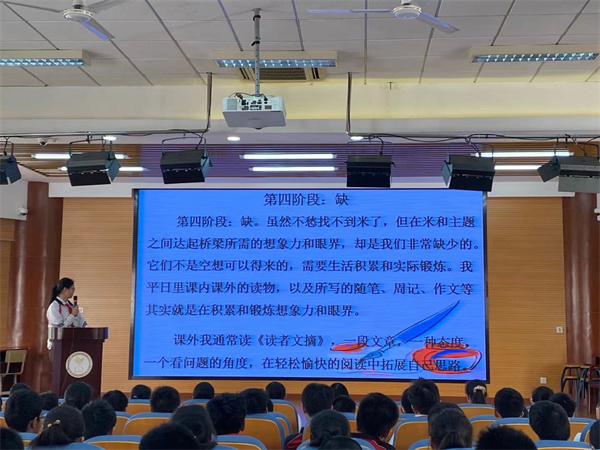 第四阶段：缺
第四阶段：缺。虽然不愁找不到米了，但在米和主题
之间达起桥梁所需的想象力和眼界，却是我们非常缺少的。
它们不是空想可以得来的，需要生活积累和实际锻炼。我
平日里课内课外的读物，以及所写的随笔、周记、作文等
其实就是在积累和锻炼想象力和眼界。
课外我通常读《读者文摘》，一段文章，一种态度，
一个看问题的角度，在轻松愉快的阅读中拓展自己思路。